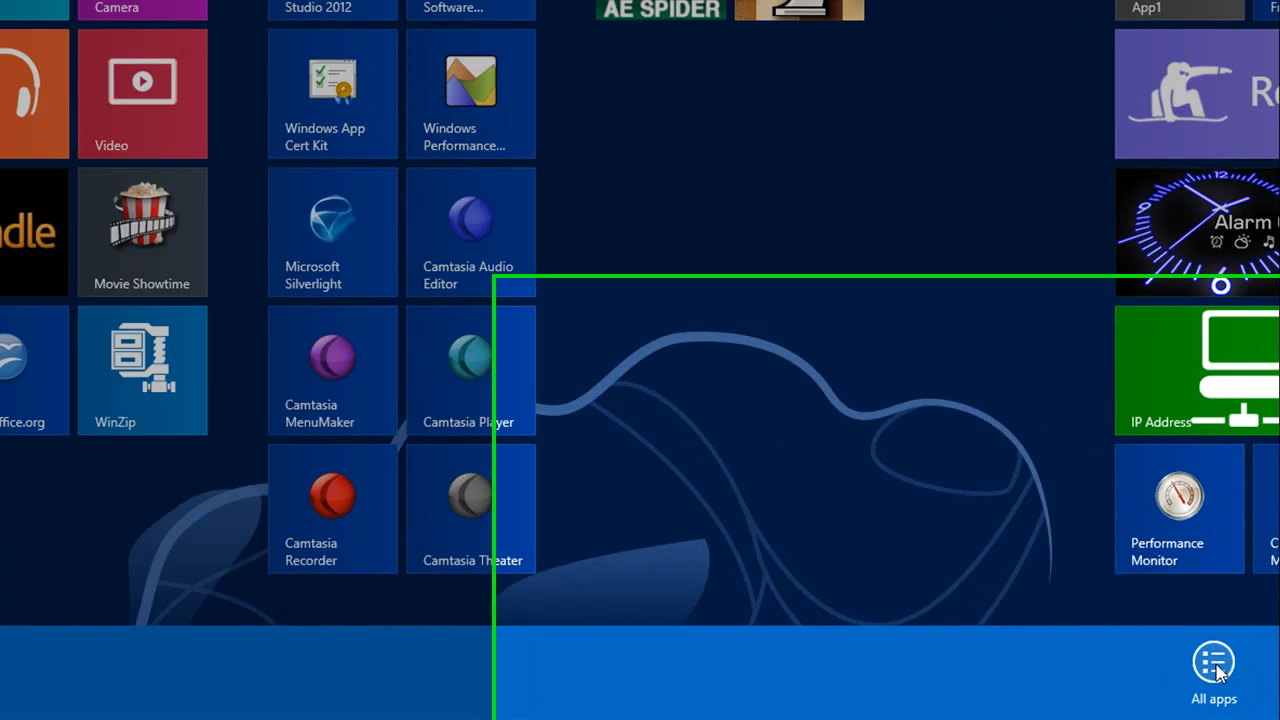 Camera
Studio 2012
Software...
AE SPIDER
App1
Video
Windows App
Cert Kit
Windows
Performance...
dle
Movie Showtime
Microsoft
Silverlight
Camtasia Audio
Editor
12
Alarm
6
ffice.org
WinZip
Camtasia
MenuMaker
Camtasia Player
IP Address
Camtasia
Recorder
Camtasia Theater
Performance
Monitor
All apps